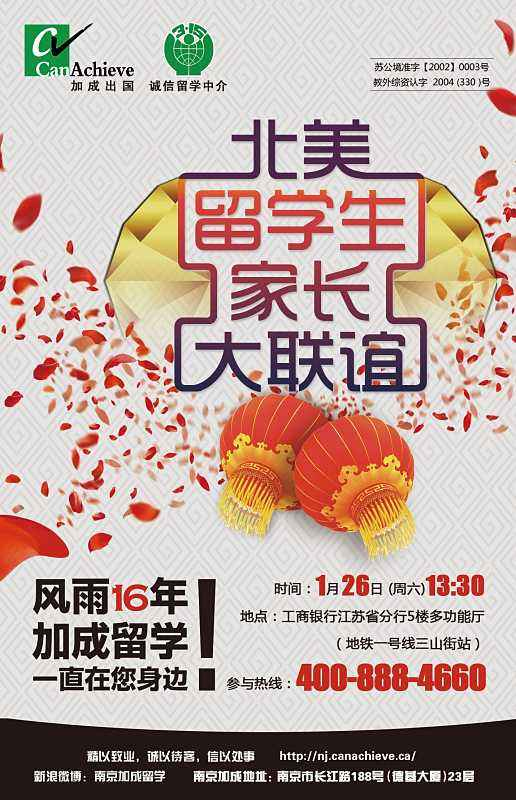 CanAchieve
加成出国
3·15
诚信留学中介
苏公境准字【2002】0003号
教外综资认字 2004 (330 )号
北美
留学生
家长
大联谊
风雨16年
加成留学
一直在您身边!
时间:1月26日 (周六)13:30
地点:工商银行江苏省分行5楼多功能厅
(地铁一号线三山街站)
参与热线:400-888-4660
精以致业,诚以待客,信以处事 http://nj.canachieve.ca/
新浪微博:南京加成留学 南京加成地址:南京市长江路188号(德基大厦)23层